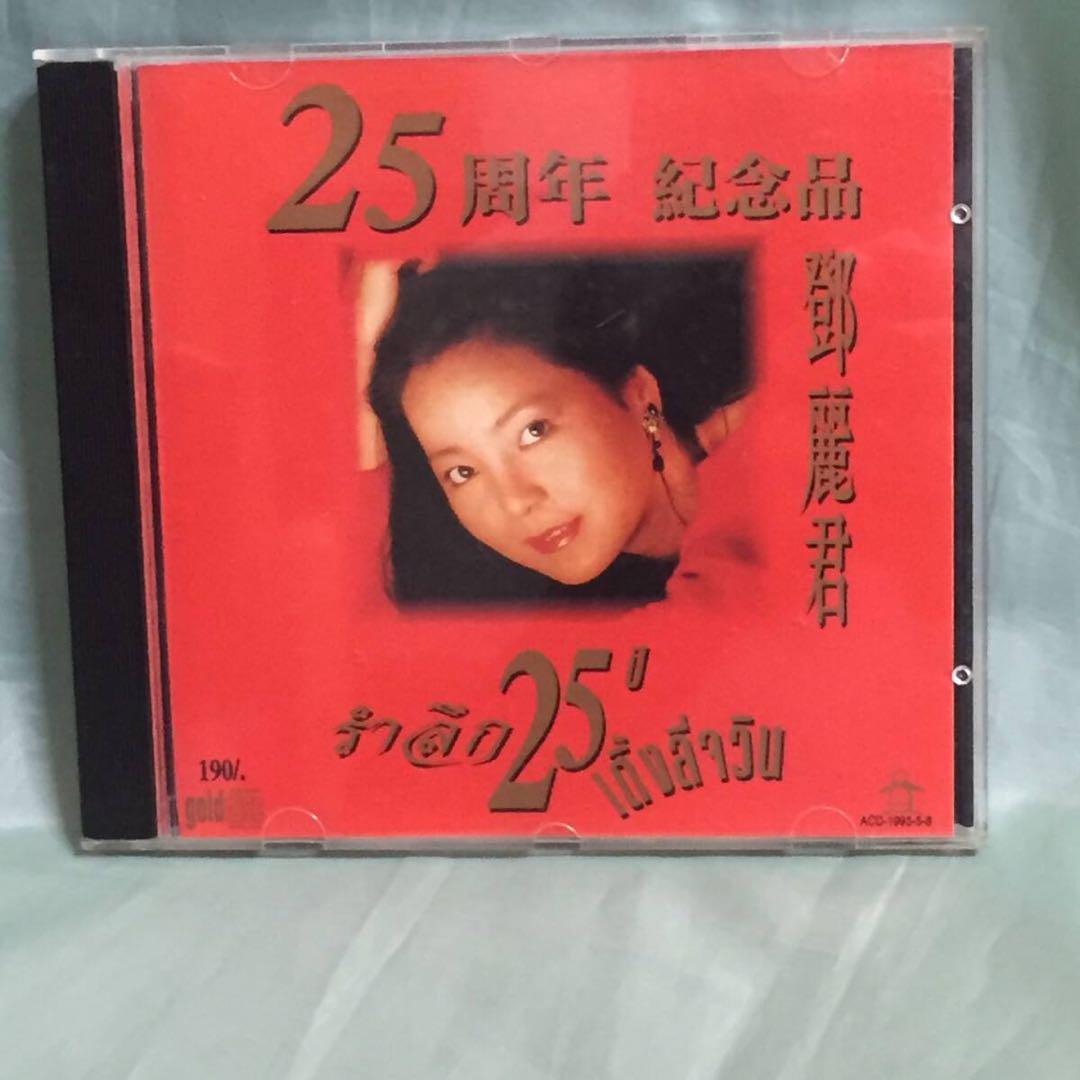 25周年 紀念品
鄧麗君
รำลึก 25 ปี
เติ้งลี่จวิน
190/.
gold
ACD-1995-5-8